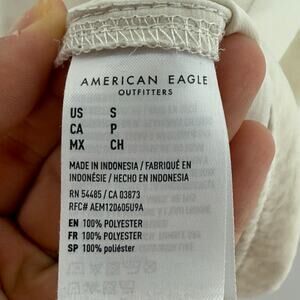 AMERICAN EAGLE
OUTFITTERS
US S
CA P
MX CH
MADE IN INDONESIA / FABRIQUÉ EN
INDONÉSIE / HECHO EN INDONESIA
RN 54485 / CA 03873
RFC# AEM120605U9A
EN 100% POLYESTER
FR 100% POLYESTER
SP 100% poliéster